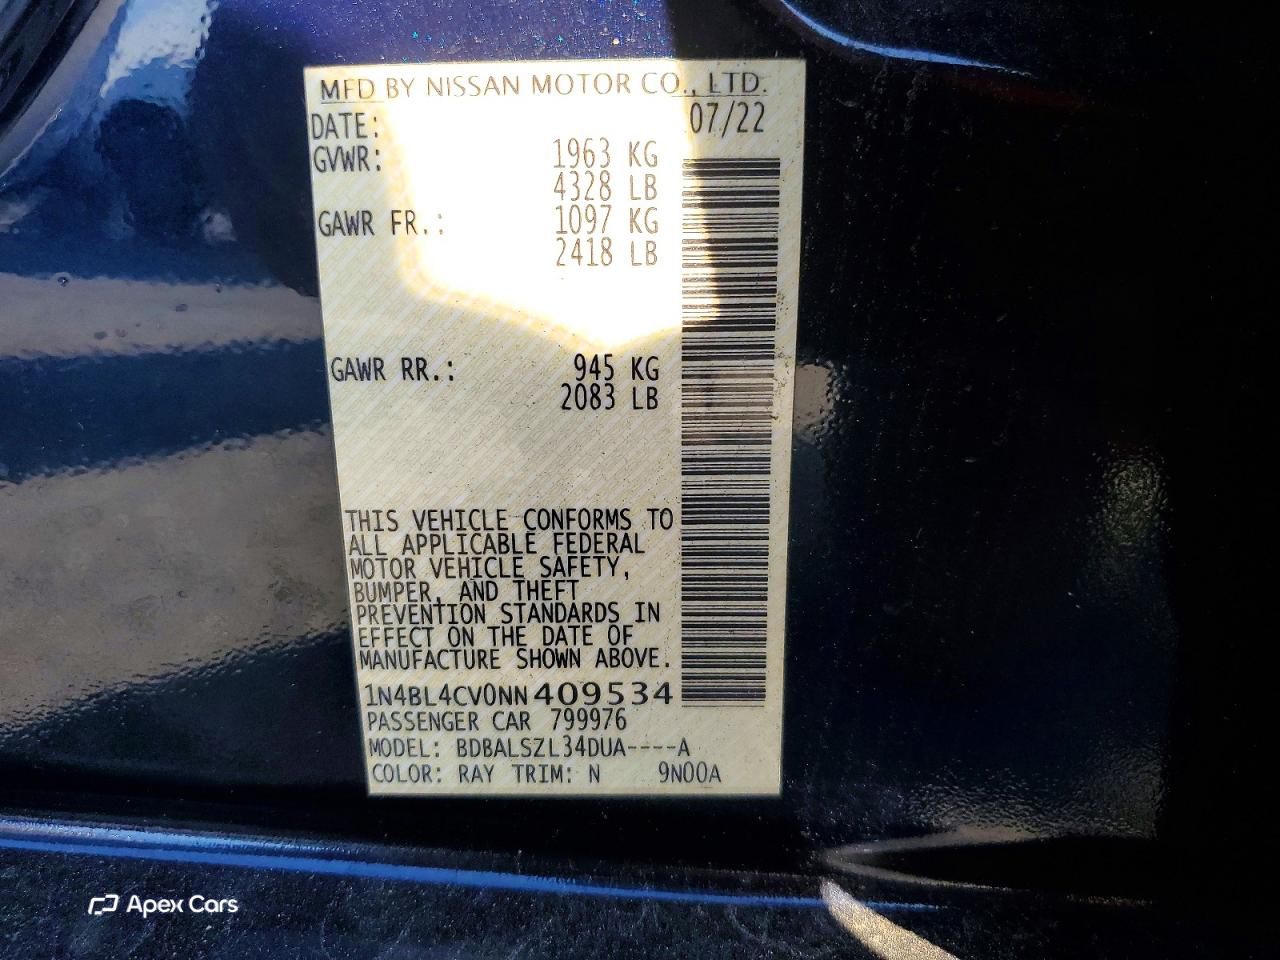 MFD BY NISSAN MOTOR CO., LTD.
DATE: 07/22
GVWR: 1963 KG
4328 LB
GAWR FR.: 1097 KG
2418 LB
GAWR RR.: 945 KG
2083 LB
THIS VEHICLE CONFORMS TO
ALL APPLICABLE FEDERAL
MOTOR VEHICLE SAFETY,
BUMPER, AND THEFT
PREVENTION STANDARDS IN
EFFECT ON THE DATE OF
MANUFACTURE SHOWN ABOVE.
1N4BL4CV0NN409534
PASSENGER CAR 799976
MODEL: BDBALSZL34DUA----A
COLOR: RAY TRIM: N 9N00A
Apex Cars